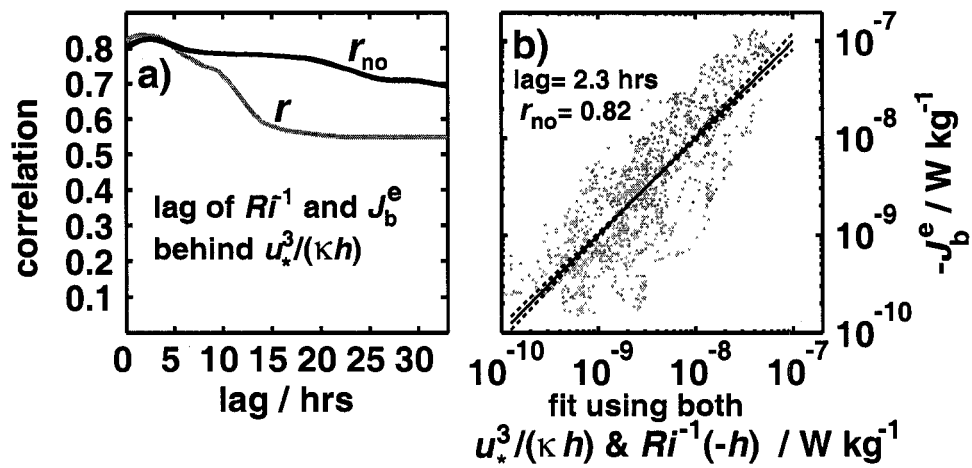 a)
correlation
0.8
0.7
0.6
0.5
0.4
0.3
0.2
0.1
r_no
r
lag of Ri^-1 and J_b^e
behind u_*^3/(κh)
0 5 10 15 20 25 30
lag / hrs
b)
lag= 2.3 hrs
r_no= 0.82
10^-7
10^-8
10^-9
10^-10
-J_b^e / W kg^-1
10^-10 10^-9 10^-8 10^-7
fit using both
u_*^3/(κ h) & Ri^-1(-h) / W kg^-1